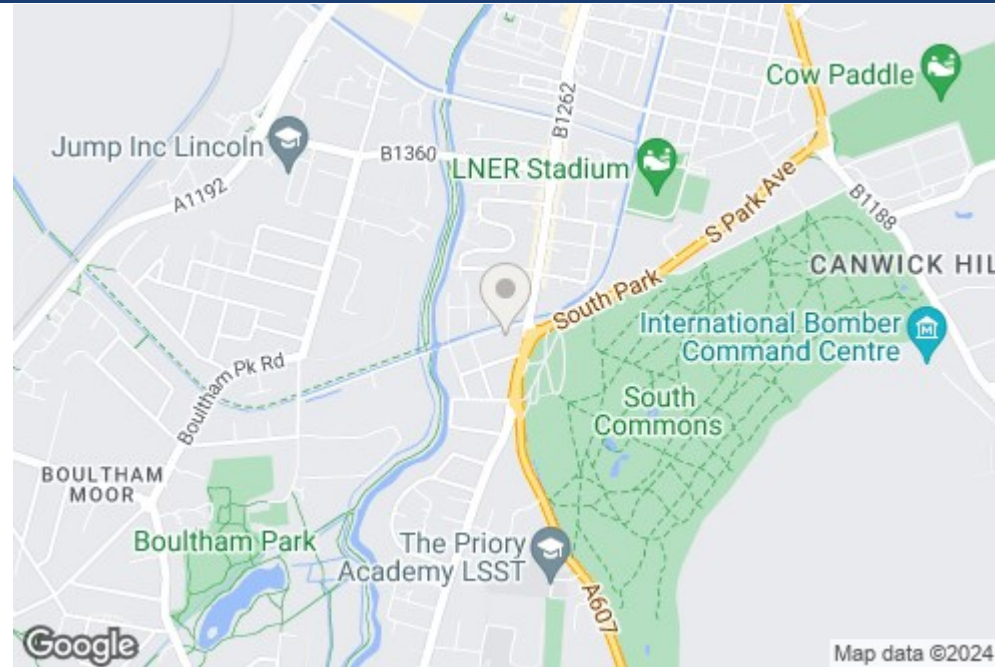 Cow Paddle
Jump Inc Lincoln
B1262
B1360
LNER Stadium
A1192
S Park Ave
B1188
CANWICK HIL
South Park
International Bomber
Command Centre
Boultham Pk Rd
South
Commons
BOULTHAM
MOOR
Boultham Park
The Priory
Academy LSST
A607
Google
Map data ©2024